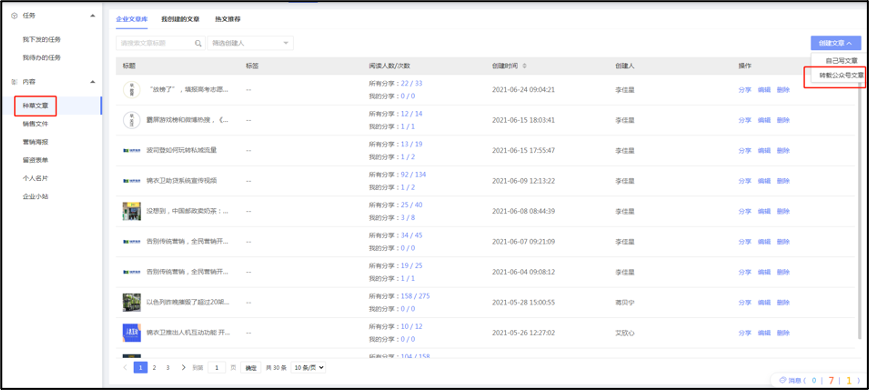 任务
我下发的任务
我待办的任务
内容
种草文章
销售文件
营销海报
留资表单
个人名片
企业小站
企业文章库 我创建的文章 热文推荐
请搜索文章标题 筛选创建人 创建文章
自己写文章
转载公众号文章
标题 标签 阅读人数/次数 创建时间 创建人 操作
“放榜了”，填报高考志愿... -- 所有分享：22 / 33 2021-06-24 09:04:21 李佳星 分享 编辑 删除
我的分享：0 / 0
霸屏游戏榜和微博热搜，《... -- 所有分享：12 / 14 2021-06-15 18:03:41 李佳星 分享 编辑 删除
我的分享：1 / 1
波司登如何玩转私域流量 -- 所有分享：13 / 19 2021-06-15 17:55:47 李佳星 分享 编辑 删除
我的分享：1 / 2
锦衣卫助贷系统宣传视频 -- 所有分享：92 / 134 2021-06-09 12:13:22 李佳星 分享 编辑 删除
我的分享：1 / 2
没想到，中国邮政卖奶茶：... -- 所有分享：25 / 40 2021-06-08 08:44:39 李佳星 分享 编辑 删除
我的分享：3 / 8
告别传统营销，全民营销开... -- 所有分享：34 / 45 2021-06-07 09:21:09 李佳星 分享 编辑 删除
我的分享：0 / 0
告别传统营销，全民营销开... -- 所有分享：19 / 25 2021-06-04 09:08:12 李佳星 分享 编辑 删除
我的分享：1 / 1
以色列昨晚摧毁了超过20架... -- 所有分享：158 / 275 2021-05-28 15:00:55 分享 编辑 删除
我的分享：0 / 0
锦衣卫推出人机互动功能 开... -- 所有分享：10 / 12 2021-05-26 12:27:02 艾欣心 分享 编辑 删除
我的分享：0 / 0
所有分享：104 / 158
1 2 3 到第 1 页 确定 共 30 条 10 条/页
消息 ( 0 | 7 | 1 )